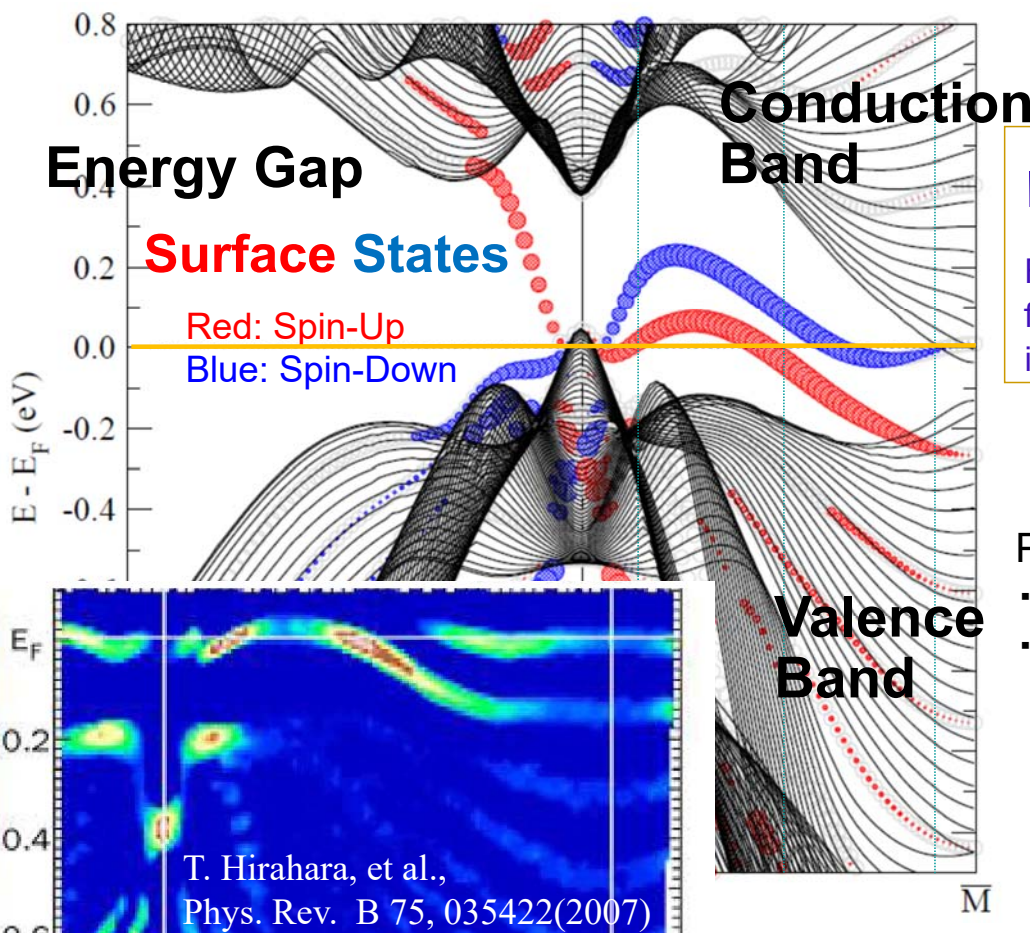 0.8
Conduction
0.6
Band
Energy Gap
0.4
Surface States
0.2
Red: Spin-Up
0.0
Blue: Spin-Down
-0.2
E - E_F (eV)
-0.4
Valence
Band
E_F
0.2
0.4
T. Hirahara, et al.,
Phys. Rev. B 75, 035422(2007)
M̅